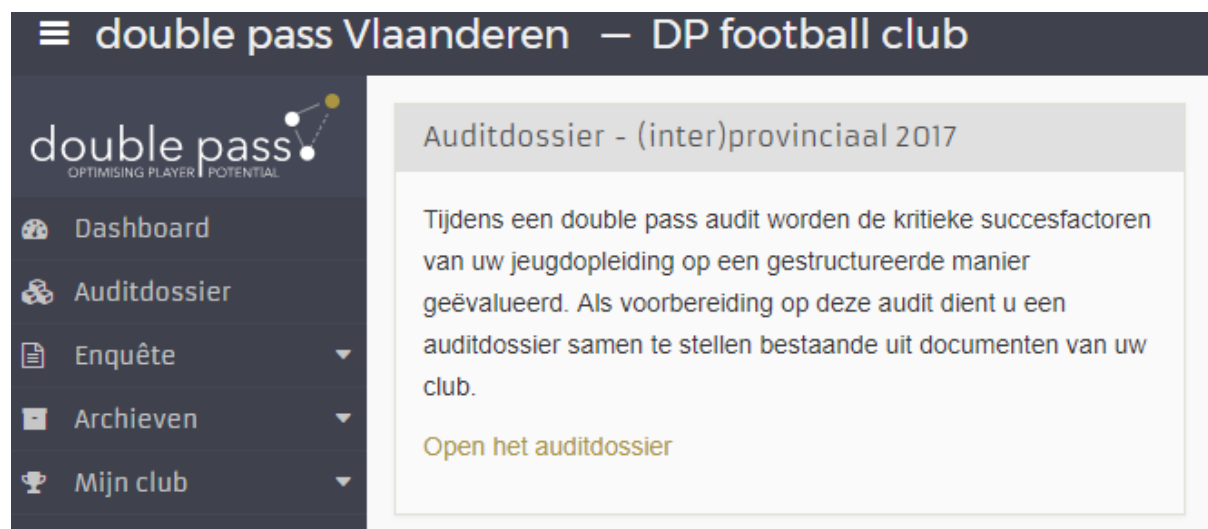 double pass Vlaanderen — DP football club
double pass
OPTIMISING PLAYER POTENTIAL
Dashboard
Auditdossier
Enquête
Archieven
Mijn club
Auditdossier - (inter)provinciaal 2017
Tijdens een double pass audit worden de kritieke succesfactoren
van uw jeugdopleiding op een gestructureerde manier
geëvalueerd. Als voorbereiding op deze audit dient u een
auditdossier samen te stellen bestaande uit documenten van uw
club.
Open het auditdossier